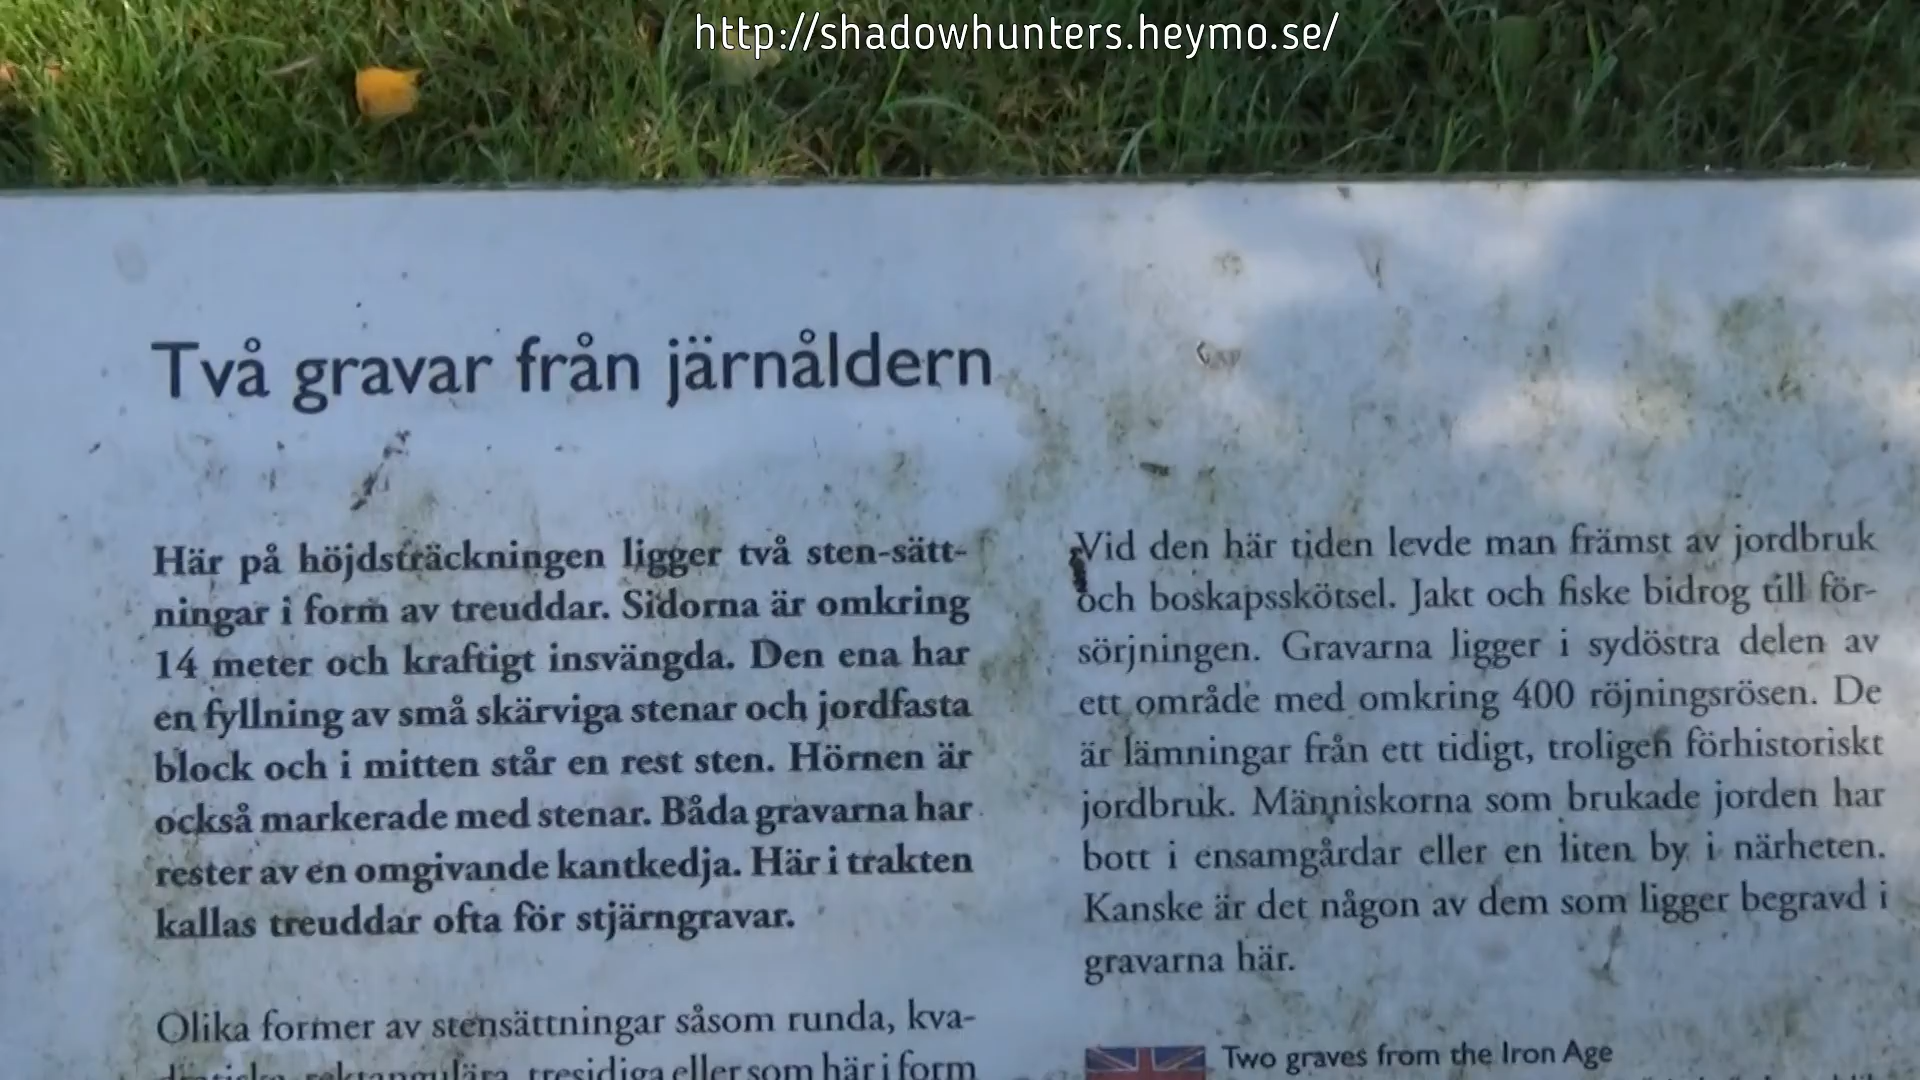 http://shadowhunters.heymo.se/
Två gravar från järnåldern
Här på höjdsträckningen ligger två sten-sätt-
ningar i form av treuddar. Sidorna är omkring
14 meter och kraftigt insvängda. Den ena har
en fyllning av små skärviga stenar och jordfasta
block och i mitten står en rest sten. Hörnen är
också markerade med stenar. Båda gravarna har
rester av en omgivande kantkedja. Här i trakten
kallas treuddar ofta för stjärngravar.
Olika former av stensättningar såsom runda, kva-
dratiska, rektangulära, tresidiga eller som här i form
Vid den här tiden levde man främst av jordbruk
och boskapsskötsel. Jakt och fiske bidrog till för-
sörjningen. Gravarna ligger i sydöstra delen av
ett område med omkring 400 röjningsrösen. De
är lämningar från ett tidigt, troligen förhistoriskt
jordbruk. Människorna som brukade jorden har
bott i ensamgårdar eller en liten by i närheten.
Kanske är det någon av dem som ligger begravd i
gravarna här.
Two graves from the Iron Age